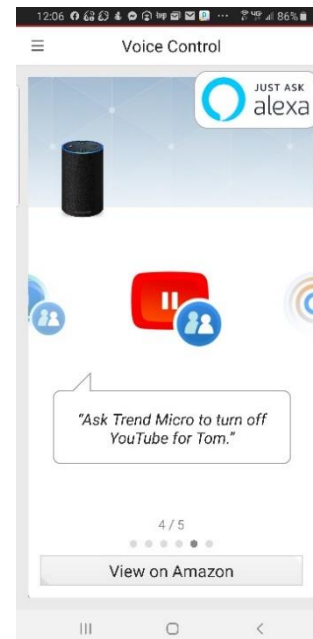 12:06 86%
Voice Control
JUST ASK
alexa
"Ask Trend Micro to turn off
YouTube for Tom."
4/5
View on Amazon